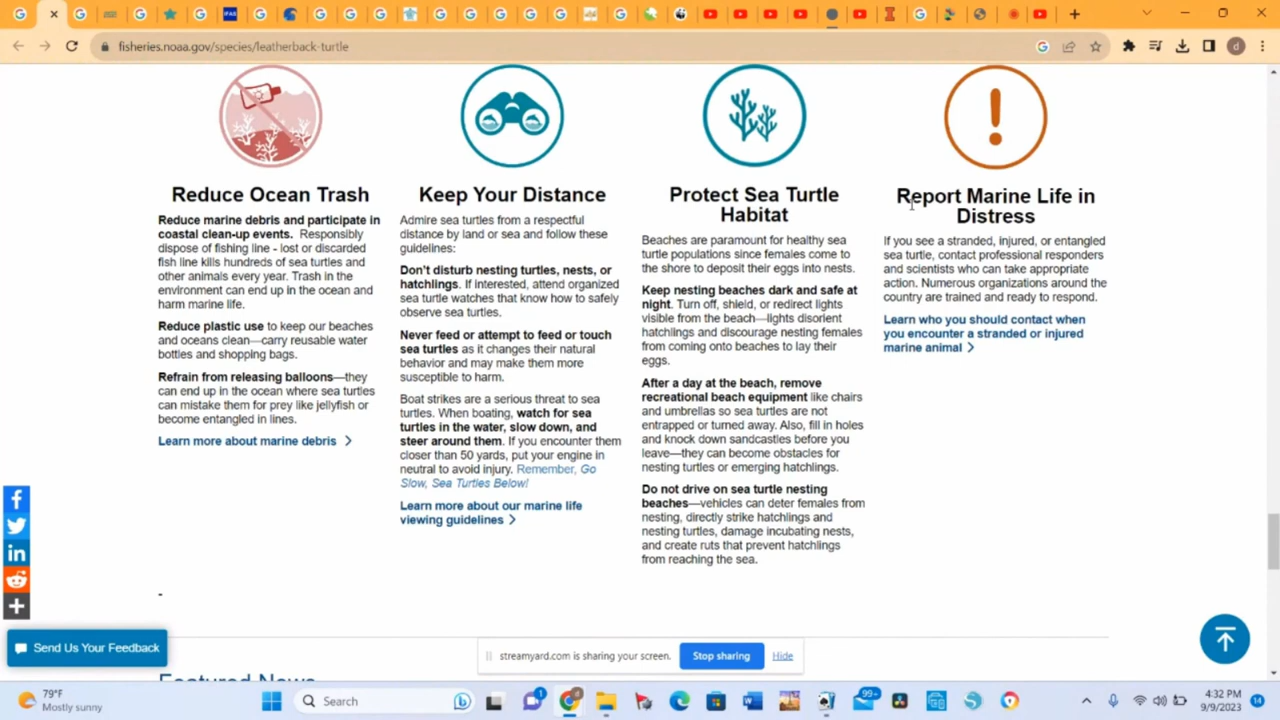 fisheries.noaa.gov/species/leatherback-turtle
Reduce Ocean Trash
Reduce marine debris and participate in
coastal clean-up events. Responsibly
dispose of fishing line - lost or discarded
fish line kills hundreds of sea turtles and
other animals every year. Trash in the
environment can end up in the ocean and
harm marine life.
Reduce plastic use to keep our beaches
and oceans clean—carry reusable water
bottles and shopping bags.
Refrain from releasing balloons—they
can end up in the ocean where sea turtles
can mistake them for prey like jellyfish or
become entangled in lines.
Learn more about marine debris
Keep Your Distance
Admire sea turtles from a respectful
distance by land or sea and follow these
guidelines:
Don't disturb nesting turtles, nests, or
hatchlings. If interested, attend organized
sea turtle watches that know how to safely
observe sea turtles.
Never feed or attempt to feed or touch
sea turtles as it changes their natural
behavior and may make them more
susceptible to harm.
Boat strikes are a serious threat to sea
turtles. When boating, watch for sea
turtles in the water, slow down, and
steer around them. If you encounter them
closer than 50 yards, put your engine in
neutral to avoid injury. Remember, Go
Slow, Sea Turtles Below!
Learn more about our marine life
viewing guidelines
Protect Sea Turtle
Habitat
Beaches are paramount for healthy sea
turtle populations since females come to
the shore to deposit their eggs into nests.
Keep nesting beaches dark and safe at
night. Turn off, shield, or redirect lights
visible from the beach—lights disorient
hatchlings and discourage nesting females
from coming onto beaches to lay their
eggs.
After a day at the beach, remove
recreational beach equipment like chairs
and umbrellas so sea turtles are not
entrapped or turned away. Also, fill in holes
and knock down sandcastles before you
leave—they can become obstacles for
nesting turtles or emerging hatchlings.
Do not drive on sea turtle nesting
beaches—vehicles can deter females from
nesting, directly strike hatchlings and
nesting turtles, damage incubating nests,
and create ruts that prevent hatchlings
from reaching the sea.
Report Marine Life in
Distress
If you see a stranded, injured, or entangled
sea turtle, contact professional responders
and scientists who can take appropriate
action. Numerous organizations around the
country are trained and ready to respond.
Learn who you should contact when
you encounter a stranded or injured
marine animal
-
Send Us Your Feedback
streamyard.com is sharing your screen. Stop sharing Hide
Featured News
79°F
Mostly sunny
Search
1
99+
4:32 PM
9/9/2023
14